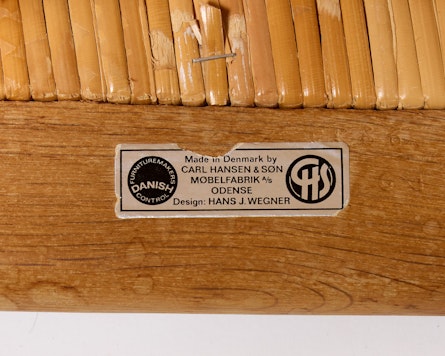 FURNITUREMAKERS
DANISH
CONTROL
Made in Denmark by
CARL HANSEN & SØN
MØBELFABRIK A/S
ODENSE
Design: HANS J. WEGNER
CHS